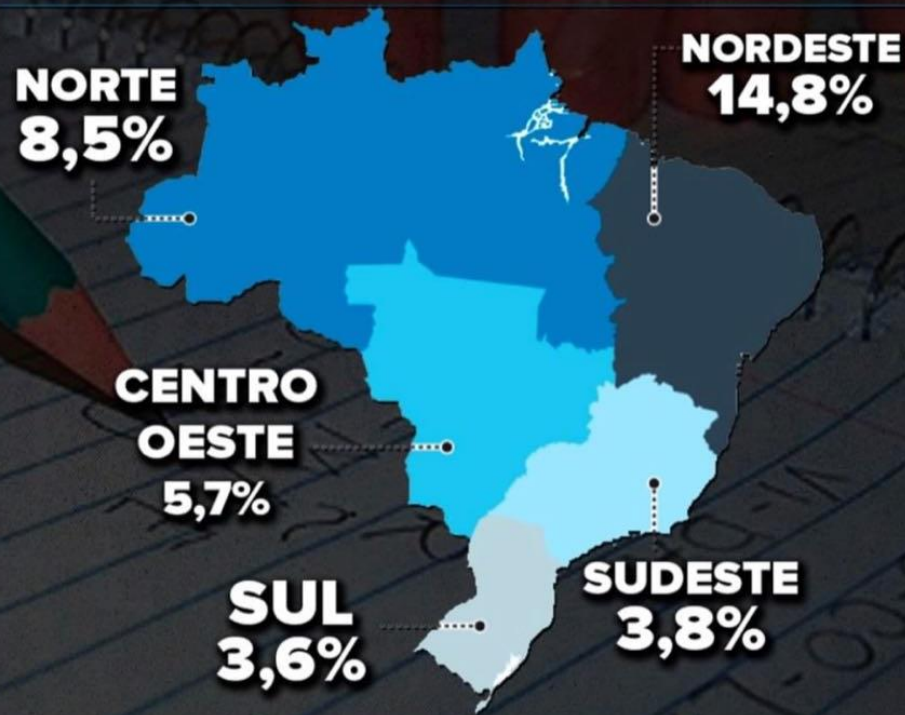 NORTE
8,5%
NORDESTE
14,8%
CENTRO
OESTE
5,7%
SUL
3,6%
SUDESTE
3,8%